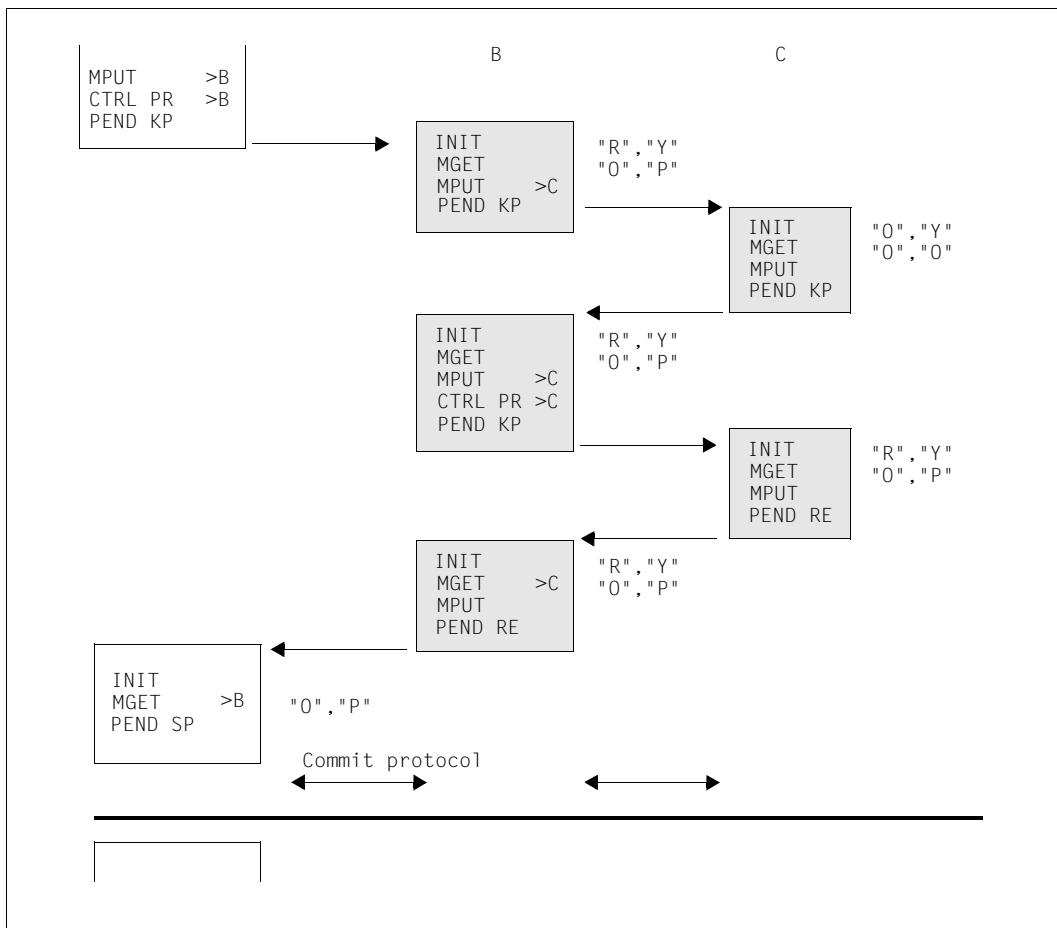 B C
MPUT >B
CTRL PR >B
PEND KP
INIT
MGET
MPUT >C
PEND KP
"R","Y"
"O","P"
INIT
MGET
MPUT
PEND KP
"O","Y"
"O","O"
INIT
MGET
MPUT >C
CTRL PR >C
PEND KP
"R","Y"
"O","P"
INIT
MGET
MPUT
PEND RE
"R","Y"
"O","P"
INIT
MGET >C
MPUT
PEND RE
"R","Y"
"O","P"
INIT
MGET >B
PEND SP
"O","P"
Commit protocol